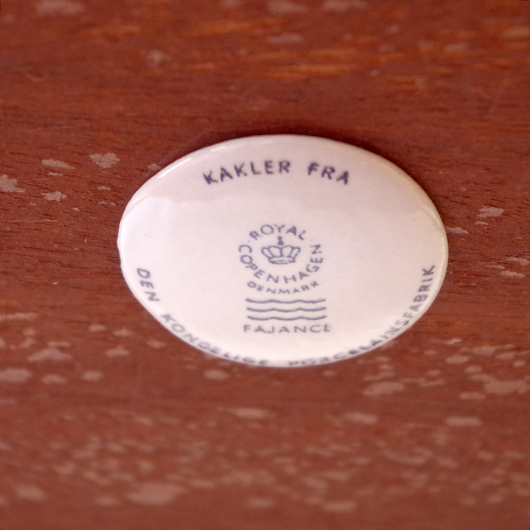 KAKLER FRA
ROYAL
COPENHAGEN
DENMARK
FAJANCE
DEN KONGELIGE PORCELAINSFABRIK